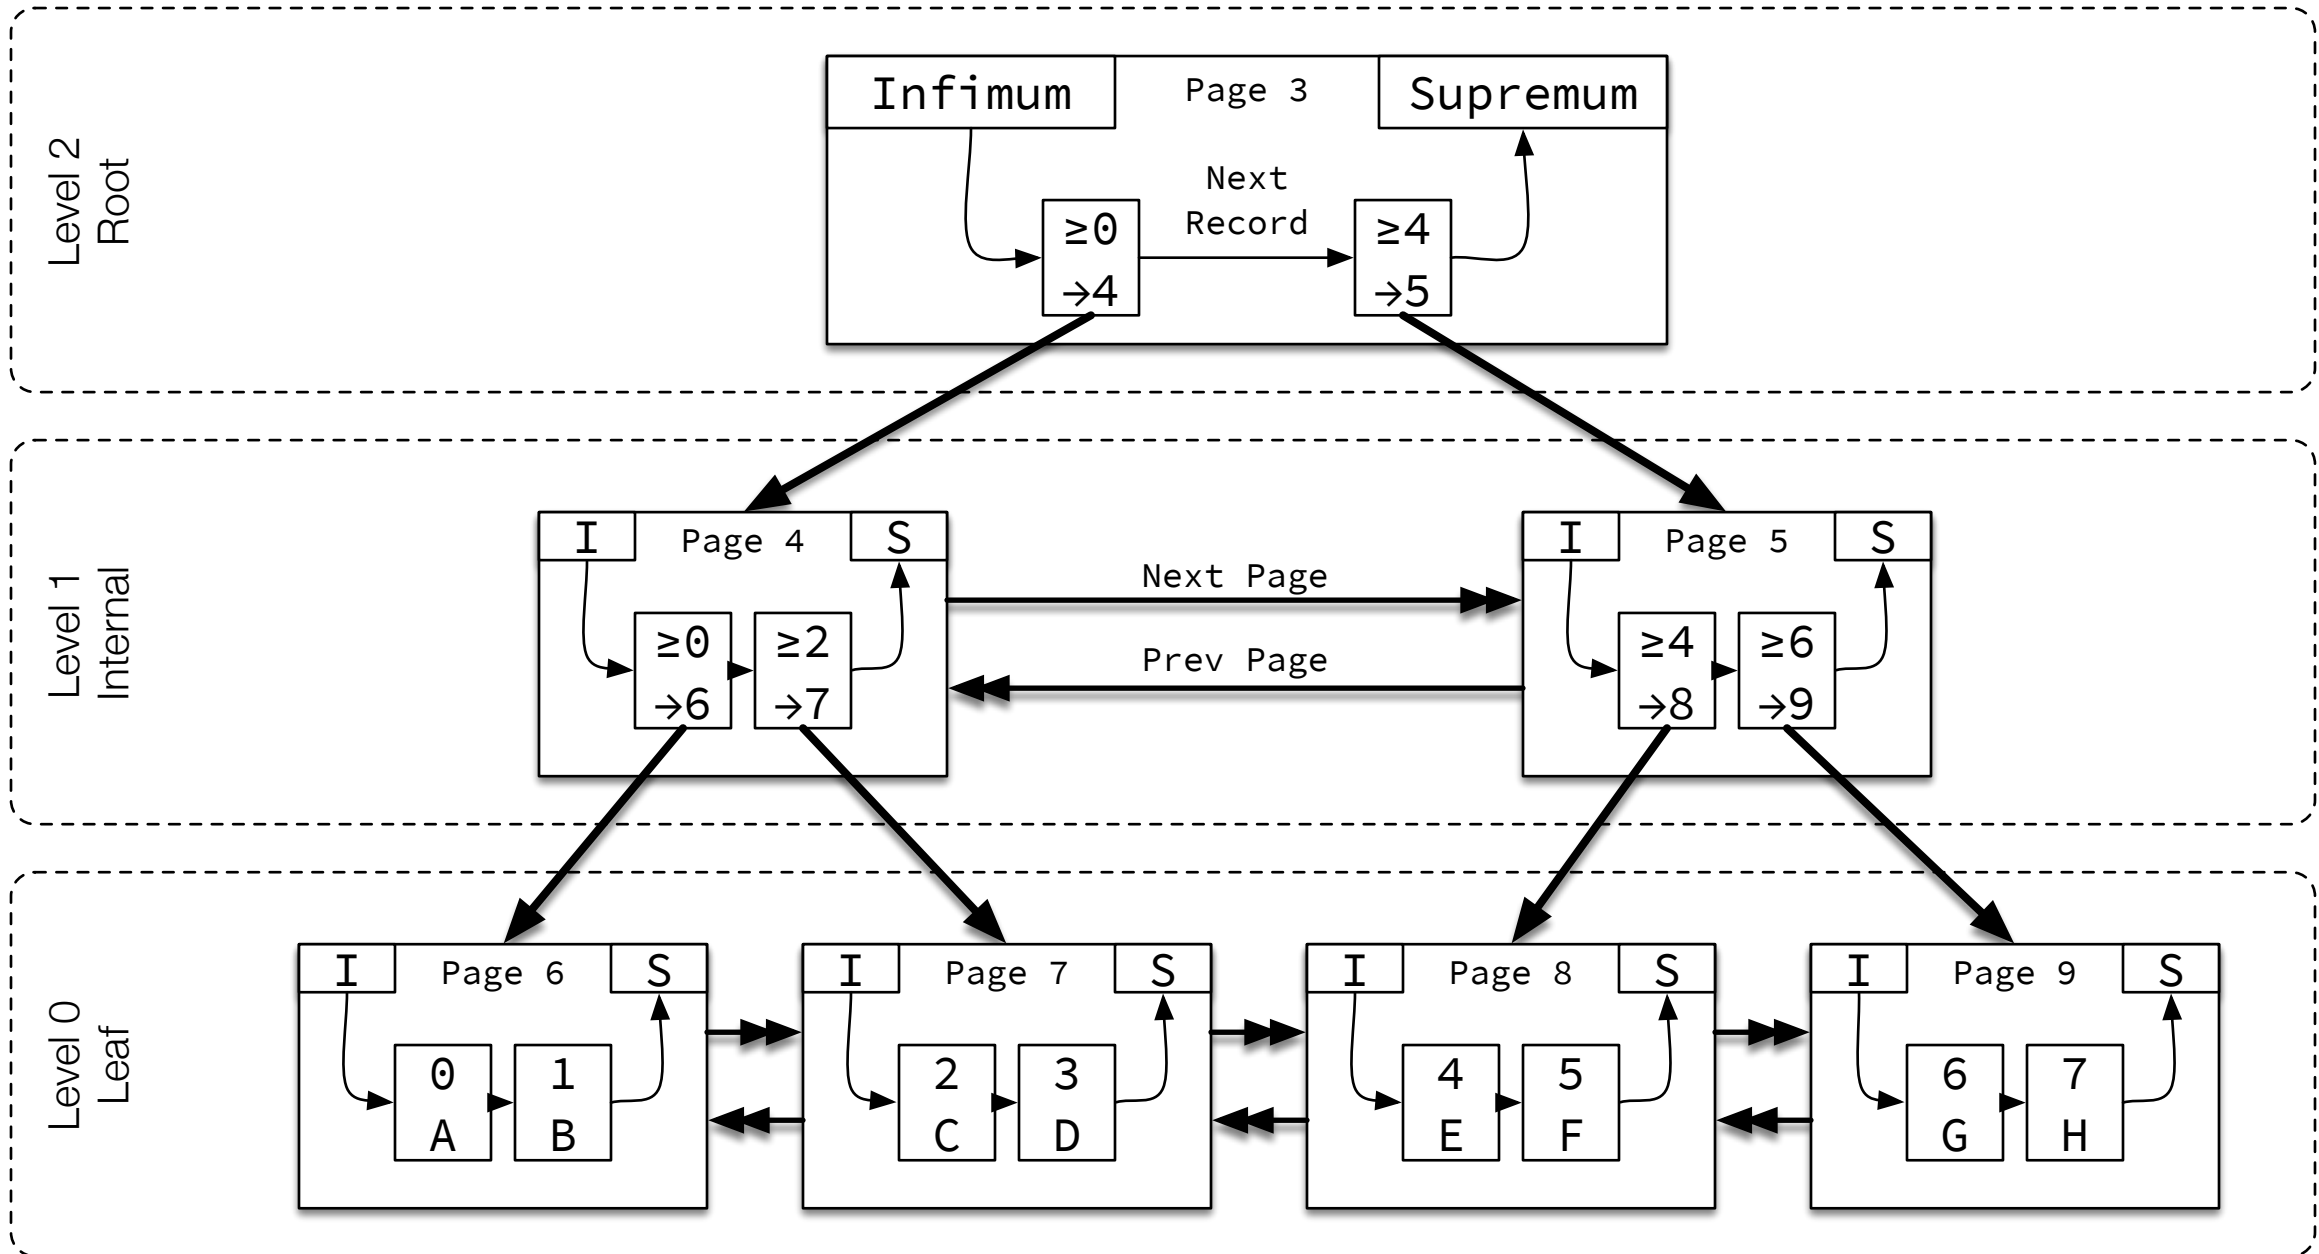 Level 2
Root
Infimum Page 3 Supremum
Next
Record
≥0 ≥4
→4 →5
Level 1
Internal
I Page 4 S I Page 5 S
Next Page
≥0 ≥2 ≥4 ≥6
Prev Page
→6 →7 →8 →9
Level 0
Leaf
I Page 6 S I Page 7 S I Page 8 S I Page 9 S
0 1 2 3 4 5 6 7
A B C D E F G H